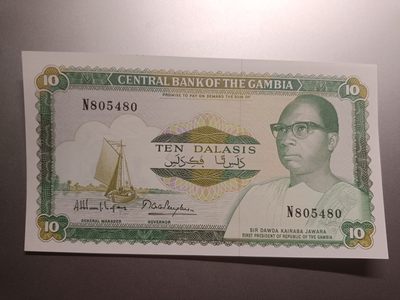 10
10
CENTRAL BANK OF THE GAMBIA
PROMISE TO PAY ON DEMAND THE SUM OF
N805480
TEN DALASIS
N805480
GENERAL MANAGER
GOVERNOR
SIR DAWDA KAIRABA JAWARA
FIRST PRESIDENT OF REPUBLIC OF THE GAMBIA
10
10